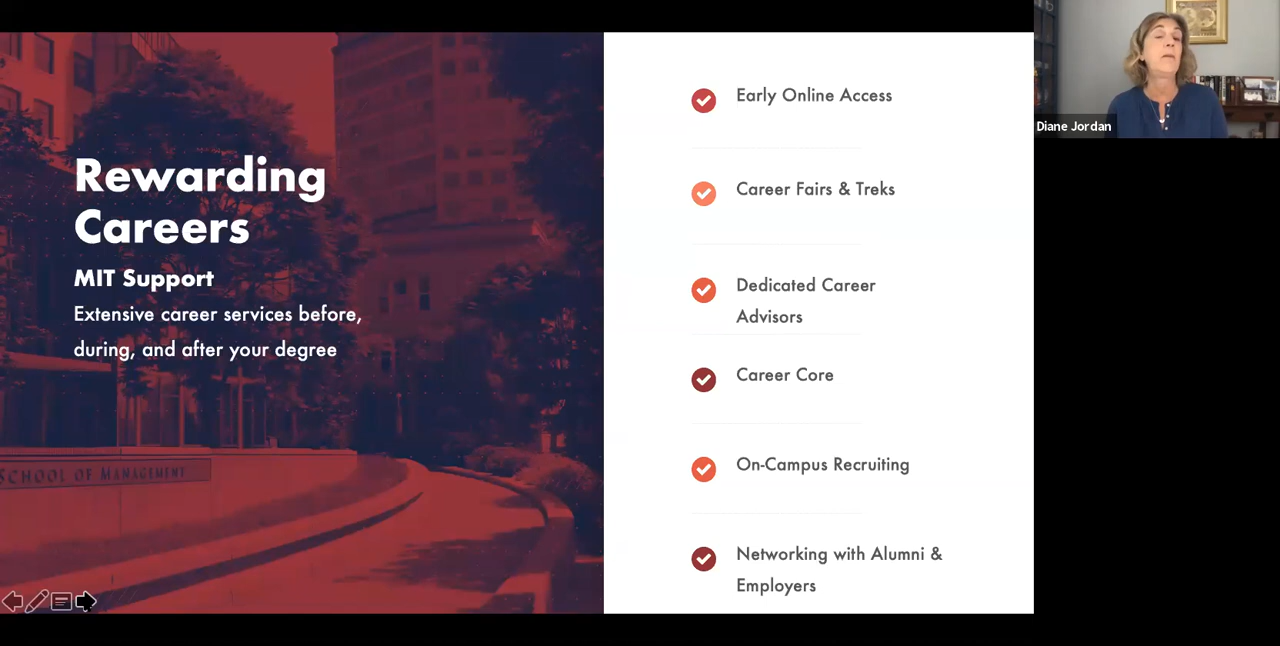 Rewarding
Careers
MIT Support
Extensive career services before,
during, and after your degree
SCHOOL OF MANAGEMENT
Early Online Access
Career Fairs & Treks
Dedicated Career
Advisors
Career Core
On-Campus Recruiting
Networking with Alumni &
Employers
Diane Jordan